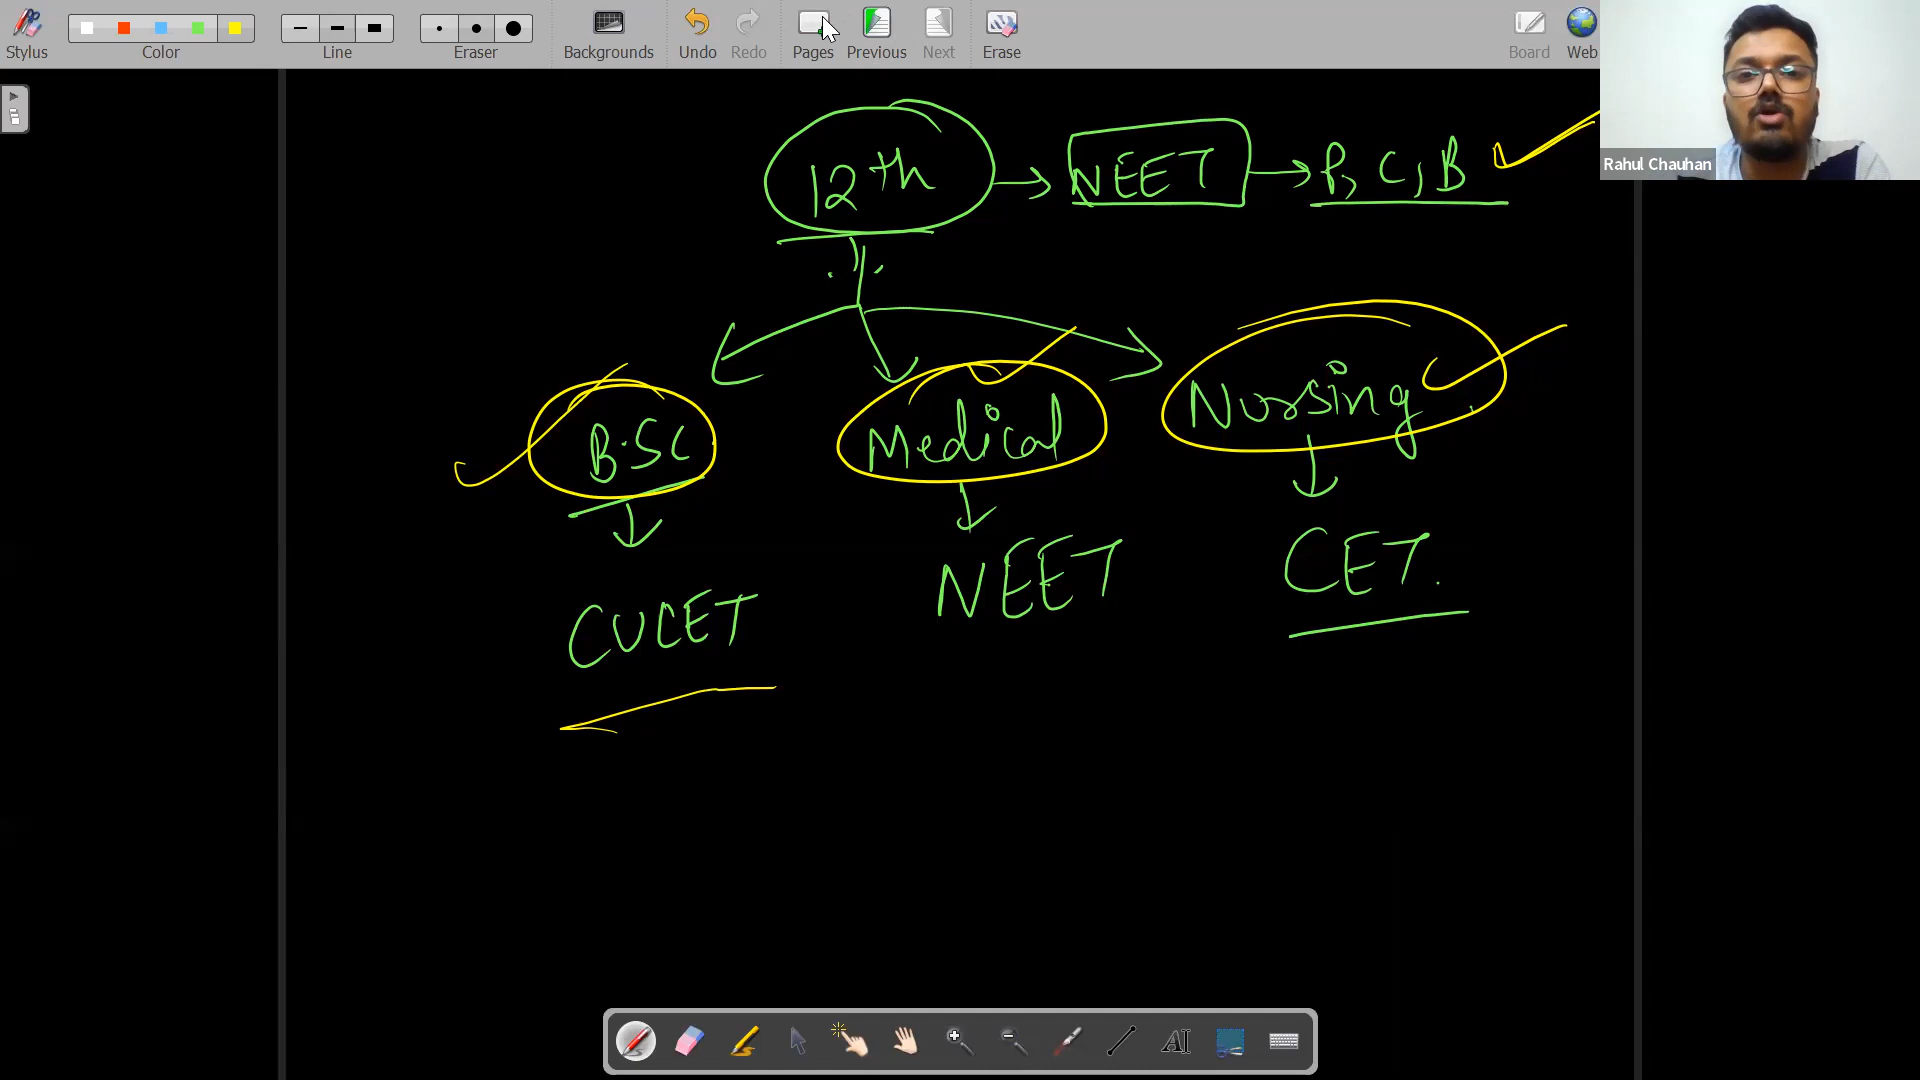 Stylus Color Line Eraser Backgrounds Undo Redo Pages Previous Next Erase Board Web
Rahul Chauhan
12th → NEET → P, C, B
B.SC Medical Nursing
CUCET NEET CET.
AI